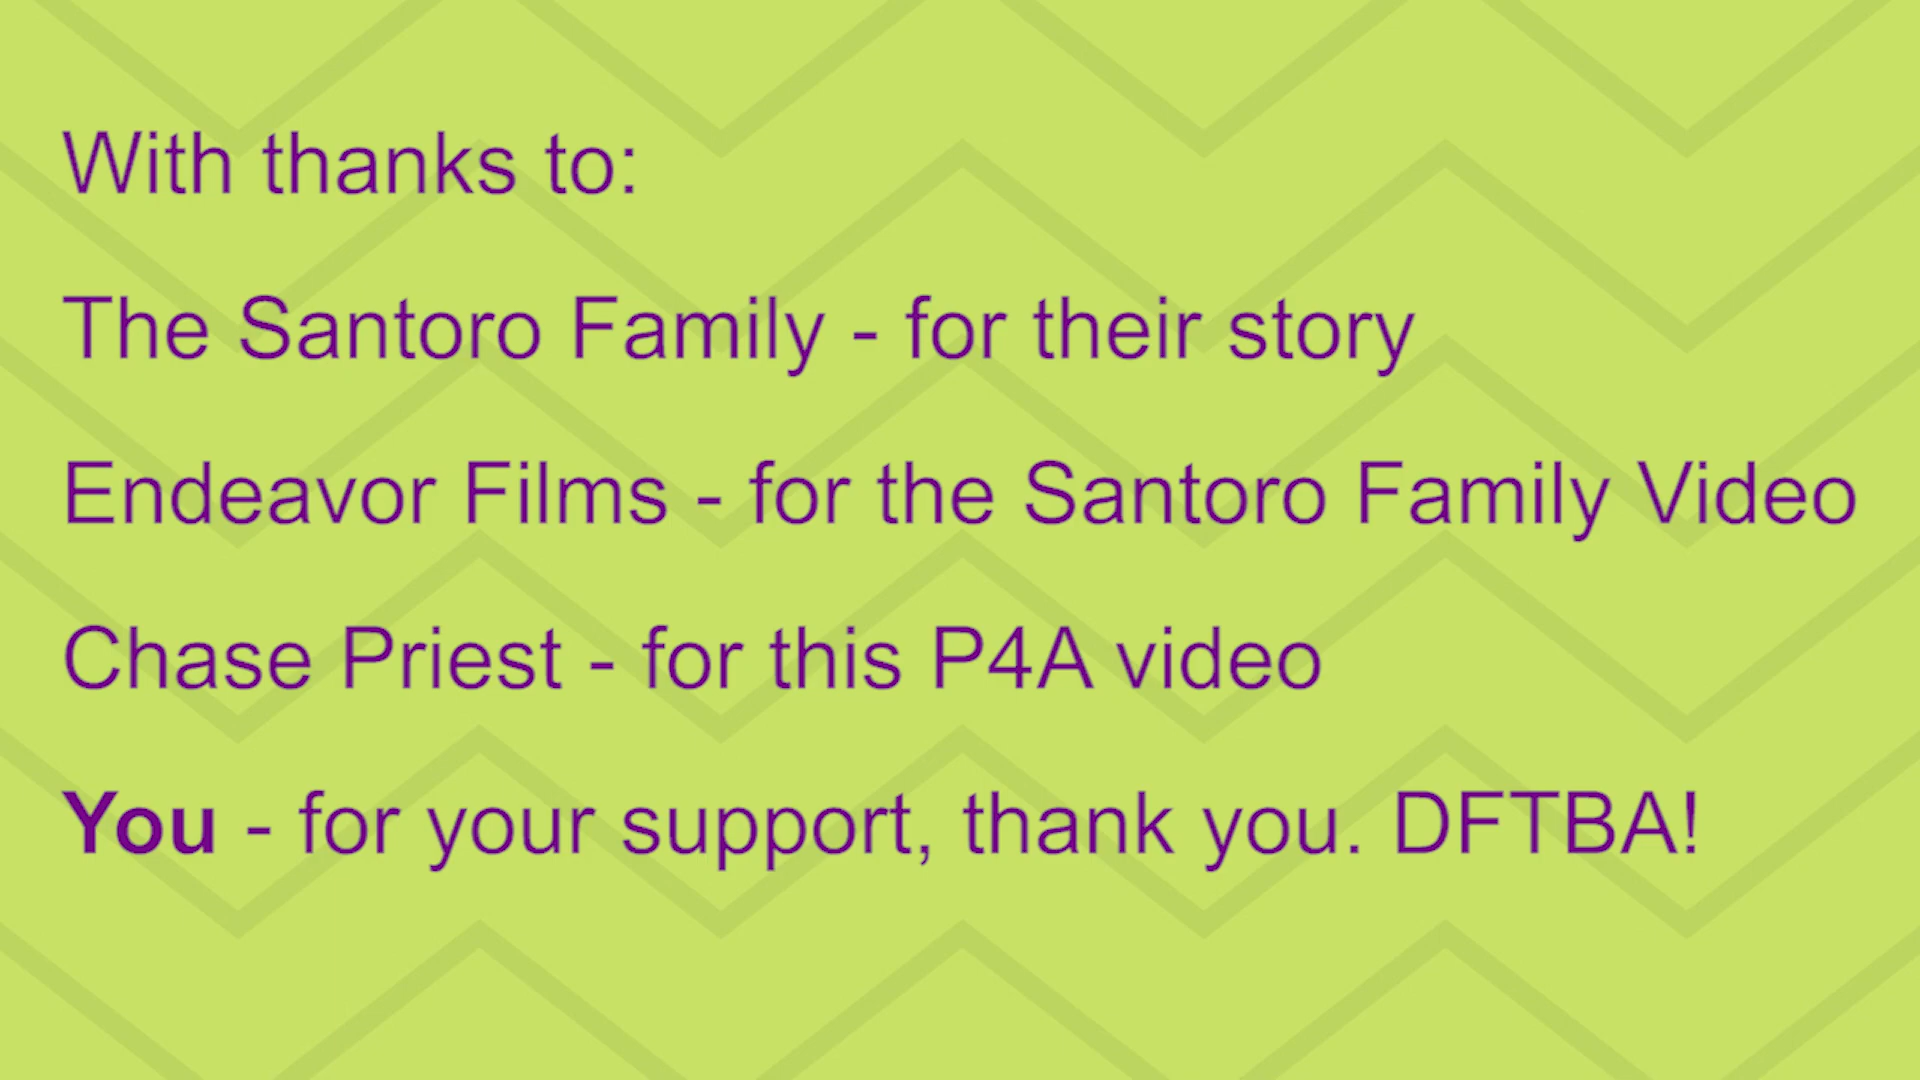 With thanks to:
The Santoro Family - for their story
Endeavor Films - for the Santoro Family Video
Chase Priest - for this P4A video
You - for your support, thank you. DFTBA!